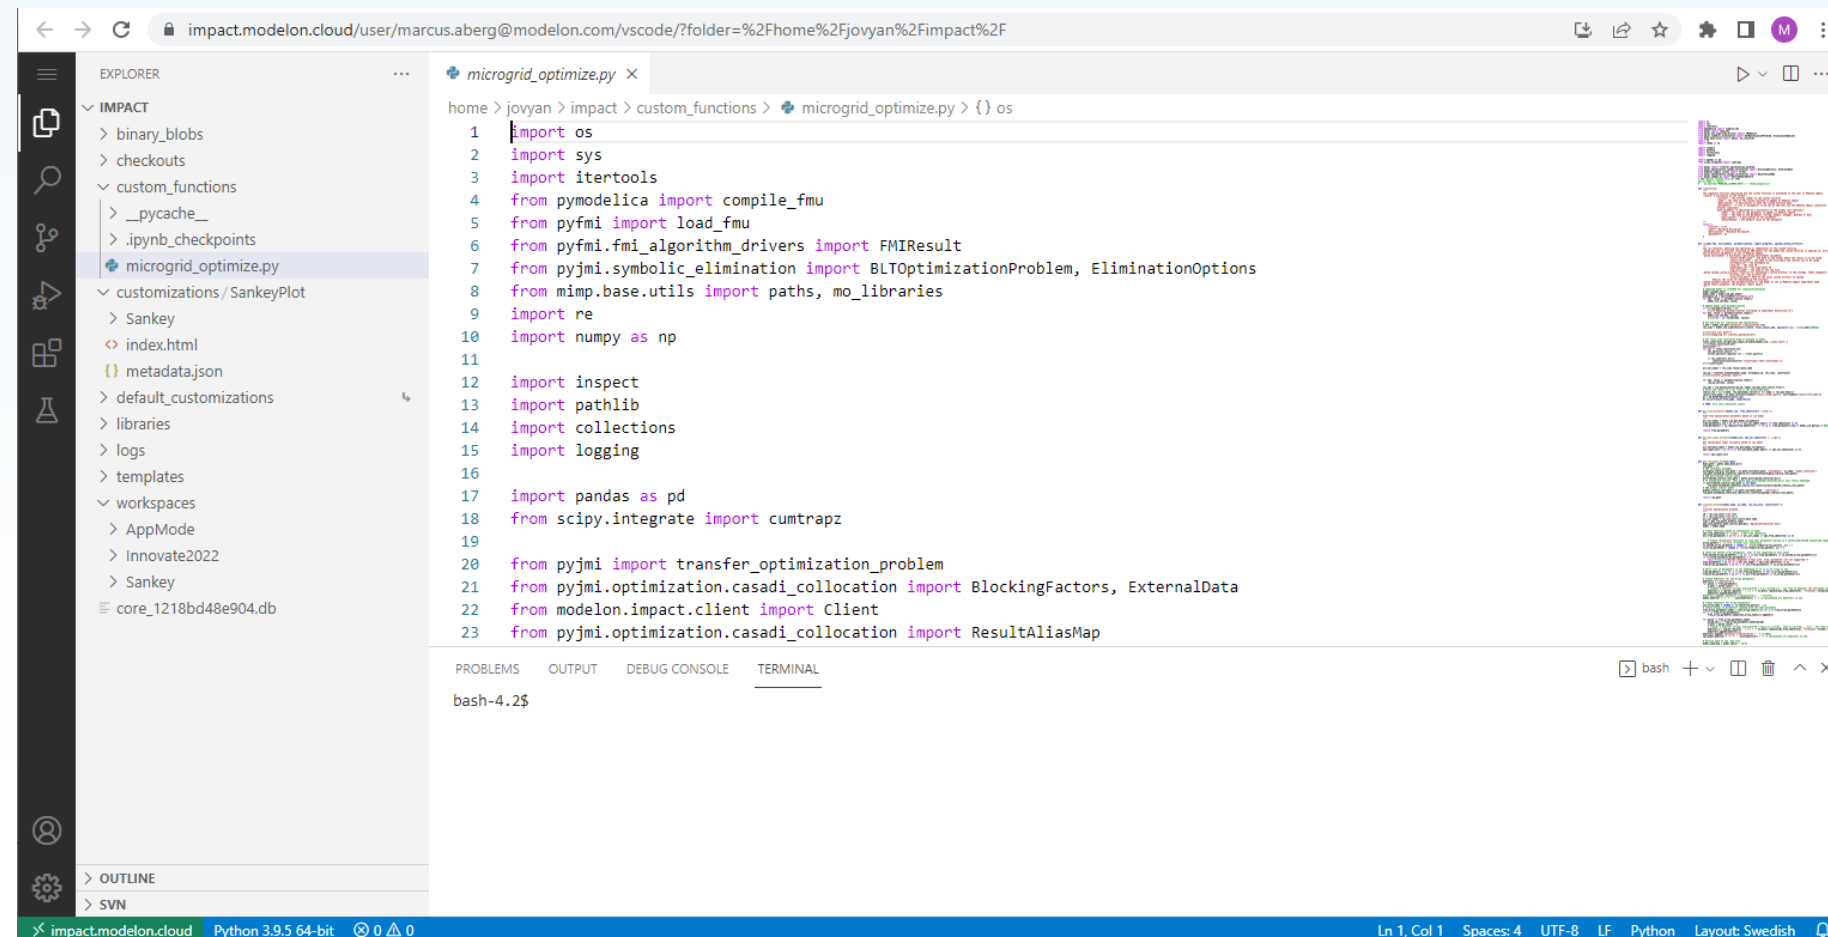 impact.modelon.cloud/user/marcus.aberg@modelon.com/vscode/?folder=%2Fhome%2Fjovyan%2Fimpact%2F
M
EXPLORER
IMPACT
binary_blobs
checkouts
custom_functions
__pycache__
.ipynb_checkpoints
microgrid_optimize.py
customizations / SankeyPlot
Sankey
index.html
metadata.json
default_customizations
libraries
logs
templates
workspaces
AppMode
Innovate2022
Sankey
core_1218bd48e904.db
OUTLINE
SVN
microgrid_optimize.py
home > jovyan > impact > custom_functions > microgrid_optimize.py > {} os
1 import os
2 import sys
3 import itertools
4 from pymodelica import compile_fmu
5 from pyfmi import load_fmu
6 from pyfmi.fmi_algorithm_drivers import FMIResult
7 from pyjmi.symbolic_elimination import BLTOptimizationProblem, EliminationOptions
8 from mimp.base.utils import paths, mo_libraries
9 import re
10 import numpy as np
11
12 import inspect
13 import pathlib
14 import collections
15 import logging
16
17 import pandas as pd
18 from scipy.integrate import cumtrapz
19
20 from pyjmi import transfer_optimization_problem
21 from pyjmi.optimization.casadi_collocation import BlockingFactors, ExternalData
22 from modelon.impact.client import Client
23 from pyjmi.optimization.casadi_collocation import ResultAliasMap
PROBLEMS OUTPUT DEBUG CONSOLE TERMINAL
bash
bash-4.2$
impact.modelon.cloud Python 3.9.5 64-bit 0 0 Ln 1, Col 1 Spaces: 4 UTF-8 LF Python Layout: Swedish